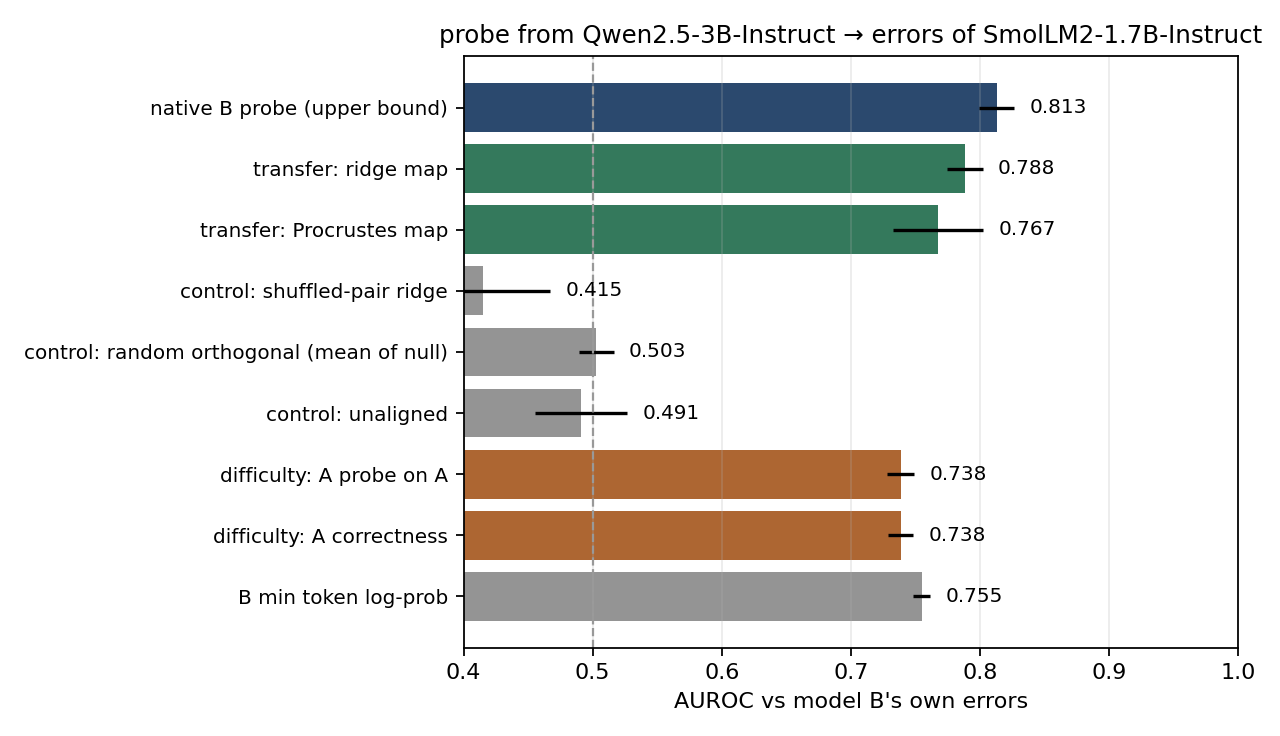 probe from Qwen2.5-3B-Instruct → errors of SmolLM2-1.7B-Instruct
native B probe (upper bound) 0.813
transfer: ridge map 0.788
transfer: Procrustes map 0.767
control: shuffled-pair ridge 0.415
control: random orthogonal (mean of null) 0.503
control: unaligned 0.491
difficulty: A probe on A 0.738
difficulty: A correctness 0.738
B min token log-prob 0.755
0.4 0.5 0.6 0.7 0.8 0.9 1.0
AUROC vs model B's own errors